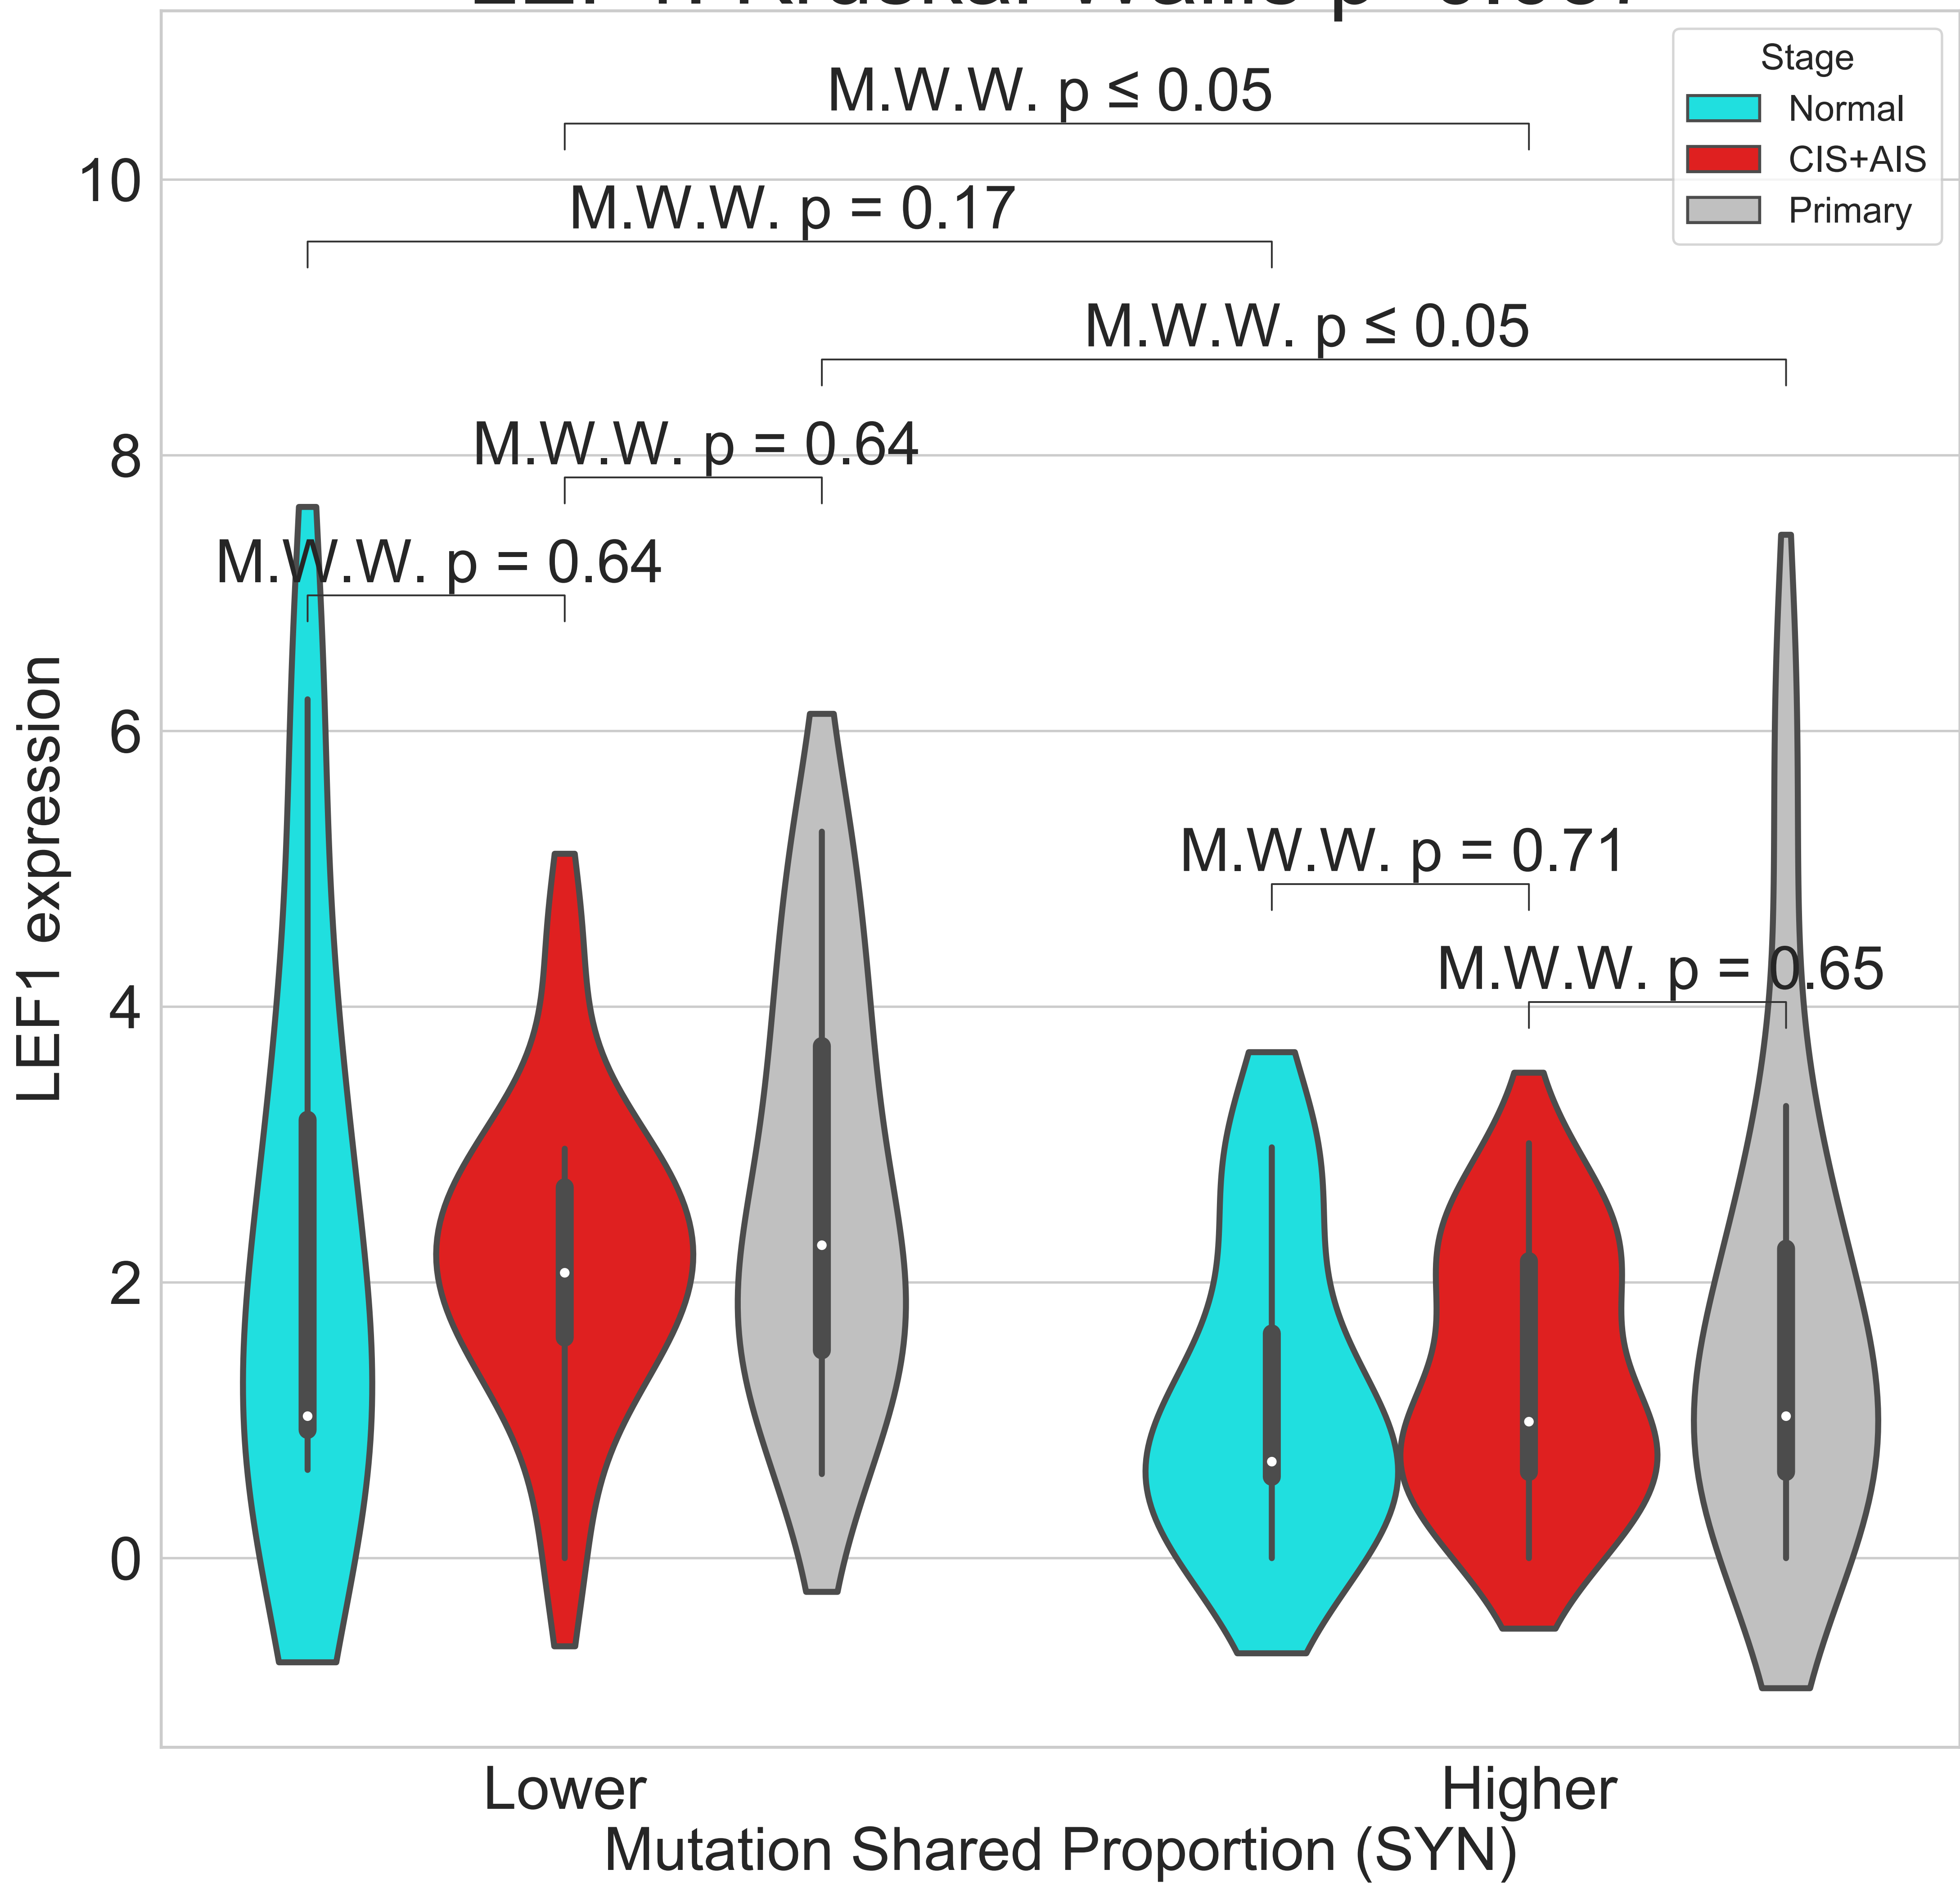 Stage
Normal
CIS+AIS
Primary
M.W.W. p ≤ 0.05
10
M.W.W. p = 0.17
M.W.W. p ≤ 0.05
8
M.W.W. p = 0.64
M.W.W. p = 0.64
6
M.W.W. p = 0.71
4
M.W.W. p = 0.65
2
0
LEF1 expression
Lower
Higher
Mutation Shared Proportion (SYN)